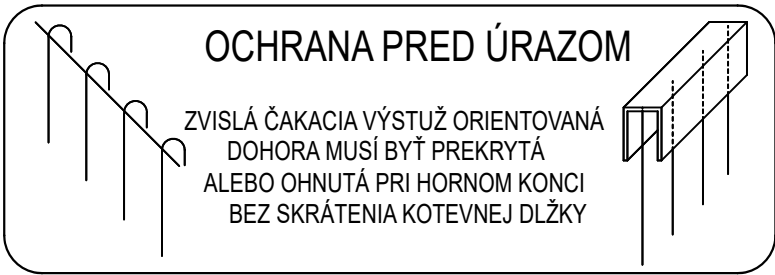 OCHRANA PRED ÚRAZOM
ZVISLÁ ČAKACIA VÝSTUŽ ORIENTOVANÁ
DOHORA MUSÍ BYŤ PREKRYTÁ
ALEBO OHNUTÁ PRI HORNOM KONCI
BEZ SKRÁTENIA KOTEVNEJ DLŽKY